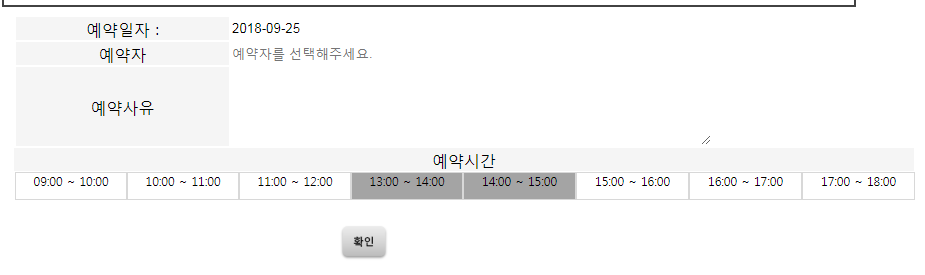 예약일자 : 2018-09-25
예약자 예약자를 선택해주세요.
예약사유
예약시간
09:00 ~ 10:00 10:00 ~ 11:00 11:00 ~ 12:00 13:00 ~ 14:00 14:00 ~ 15:00 15:00 ~ 16:00 16:00 ~ 17:00 17:00 ~ 18:00
확인